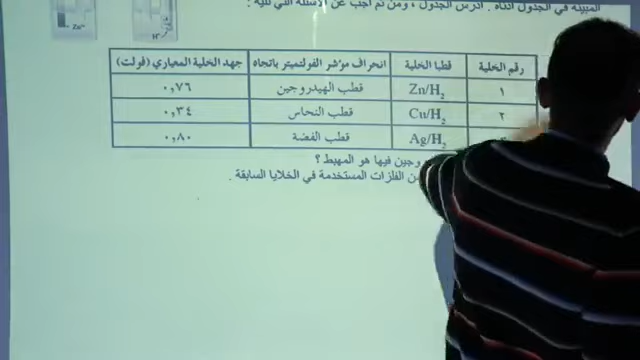 المبينة في الجدول أدناه . ادرس الجدول ، ومن ثم أجب عن الأسئلة التي تليه :
Zn²⁺
H⁺
رقم الخلية قطبا الخلية انحراف مؤشر الفولتميتر باتجاه جهد الخلية المعياري (فولت)
١ Zn/H₂ قطب الهيدروجين ٠,٧٦
٢ Cu/H₂ قطب النحاس ٠,٣٤
Ag/H₂ قطب الفضة ٠,٨٠
فيها هو المهبط ؟
الفلزات المستخدمة في الخلايا السابقة .